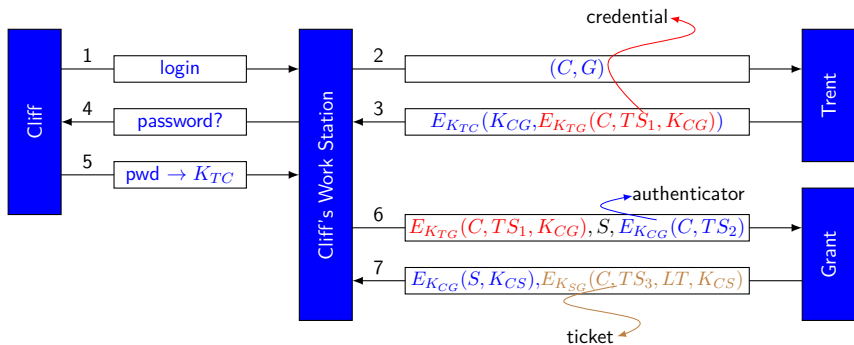 credential
1
login
2
(C, G)
4
password?
3
E_{K_{TC}}(K_{CG},E_{K_{TG}}(C, TS_1, K_{CG}))
5
pwd → K_{TC}
Cliff
Cliff's Work Station
Trent
authenticator
6
E_{K_{TG}}(C, TS_1, K_{CG}), S, E_{K_{CG}}(C, TS_2)
7
E_{K_{CG}}(S, K_{CS}),E_{K_{SG}}(C, TS_3, LT, K_{CS})
Grant
ticket